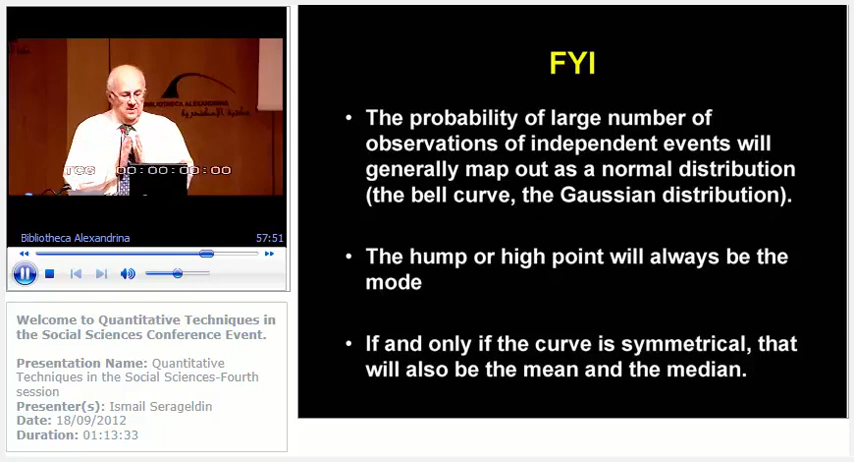 BIBLIOTHECA ALEXANDRINA
مكتبة الإسكندرية
TCG 00:00:00:00
Bibliotheca Alexandrina 57:51
Welcome to Quantitative Techniques in
the Social Sciences Conference Event.
Presentation Name: Quantitative
Techniques in the Social Sciences-Fourth
session
Presenter(s): Ismail Serageldin
Date: 18/09/2012
Duration: 01:13:33
FYI
• The probability of large number of
observations of independent events will
generally map out as a normal distribution
(the bell curve, the Gaussian distribution).
• The hump or high point will always be the
mode
• If and only if the curve is symmetrical, that
will also be the mean and the median.